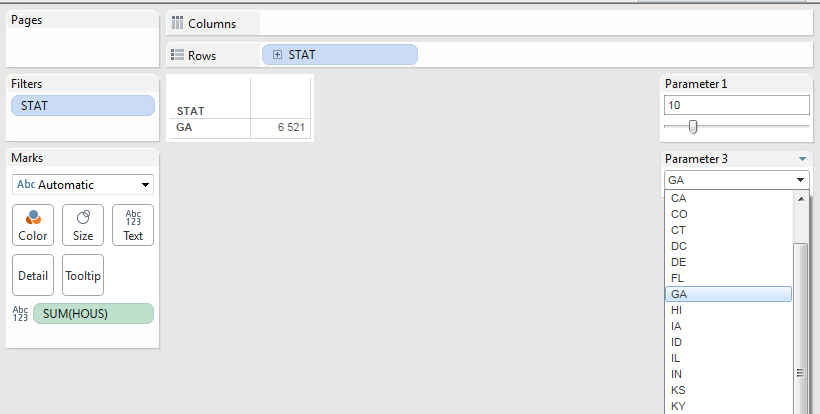 Pages
Columns
Rows
STAT
Filters
STAT
STAT
GA 6 521
Marks
Abc Automatic
Color
Size
Abc
123
Text
Detail
Tooltip
Abc
123
SUM(HOUS)
Parameter 1
10
Parameter 3
GA
CA
CO
CT
DC
DE
FL
GA
HI
IA
ID
IL
IN
KS
KY